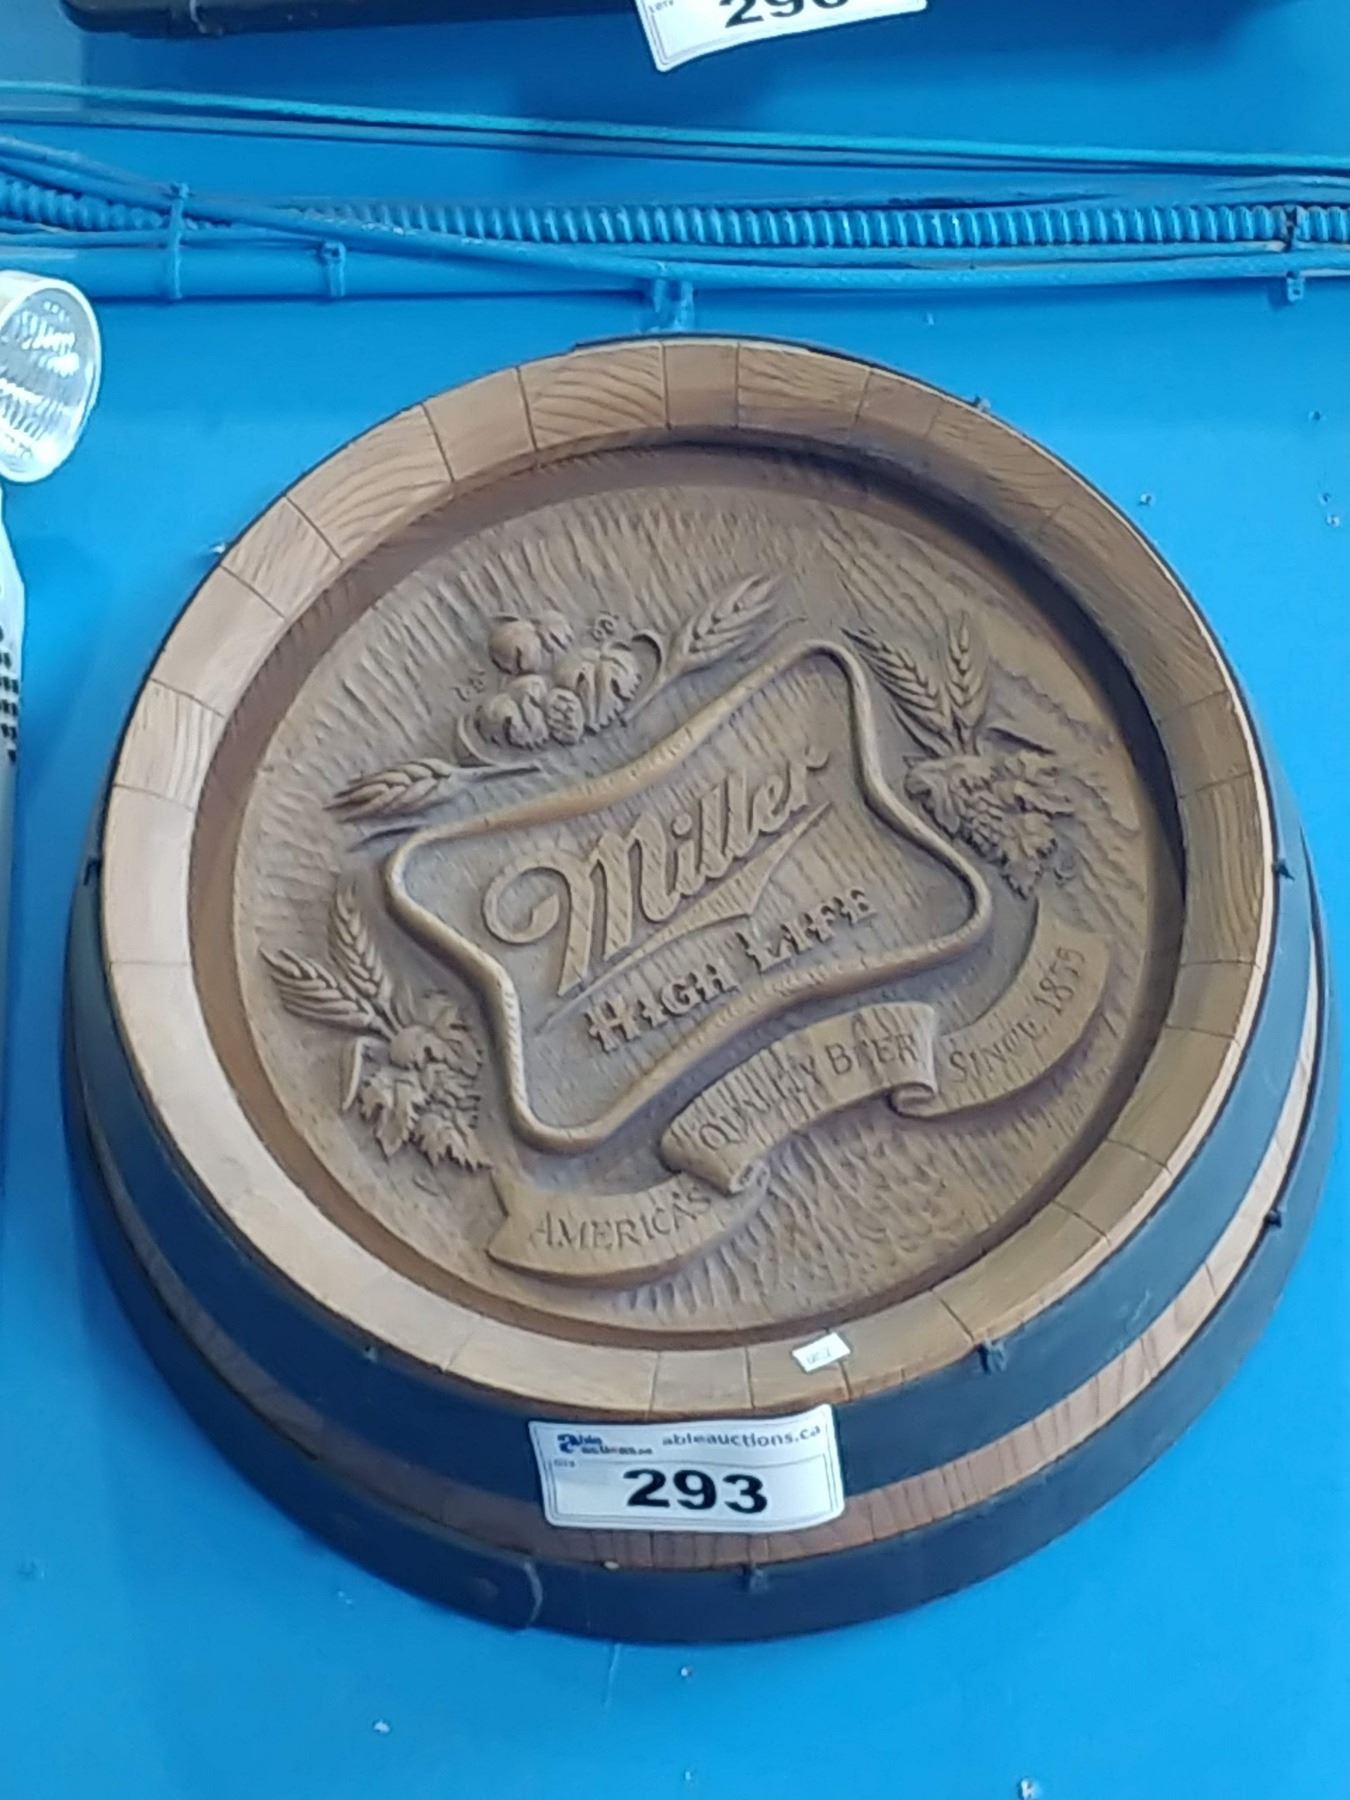 Miller
HIGH LIFE
AMERICA'S QUALITY BEER SINCE 1855
ableauctions.ca
293